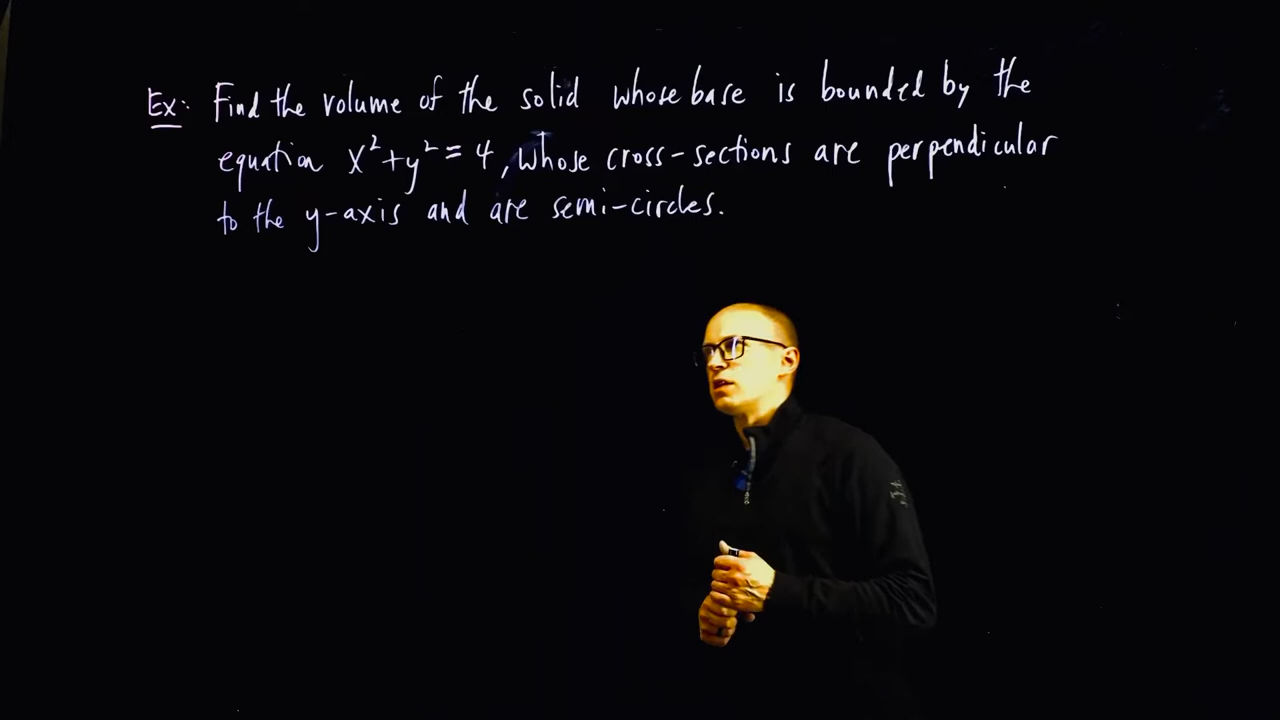 Ex: Find the volume of the solid whose base is bounded by the
equation x²+y²=4, whose cross-sections are perpendicular
to the y-axis and are semi-circles.